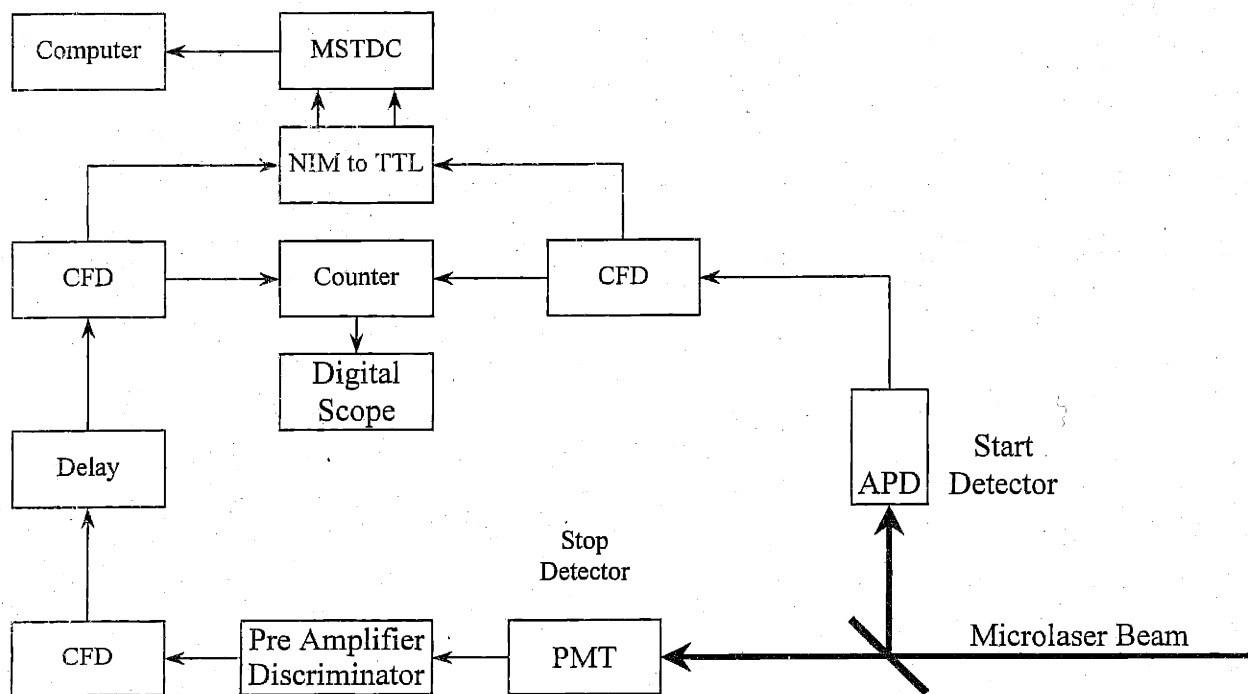 Computer
MSTDC
NIM to TTL
CFD
Counter
CFD
Digital
Scope
Delay
APD
Start
Detector
Stop
Detector
CFD
Pre Amplifier
Discriminator
PMT
Microlaser Beam